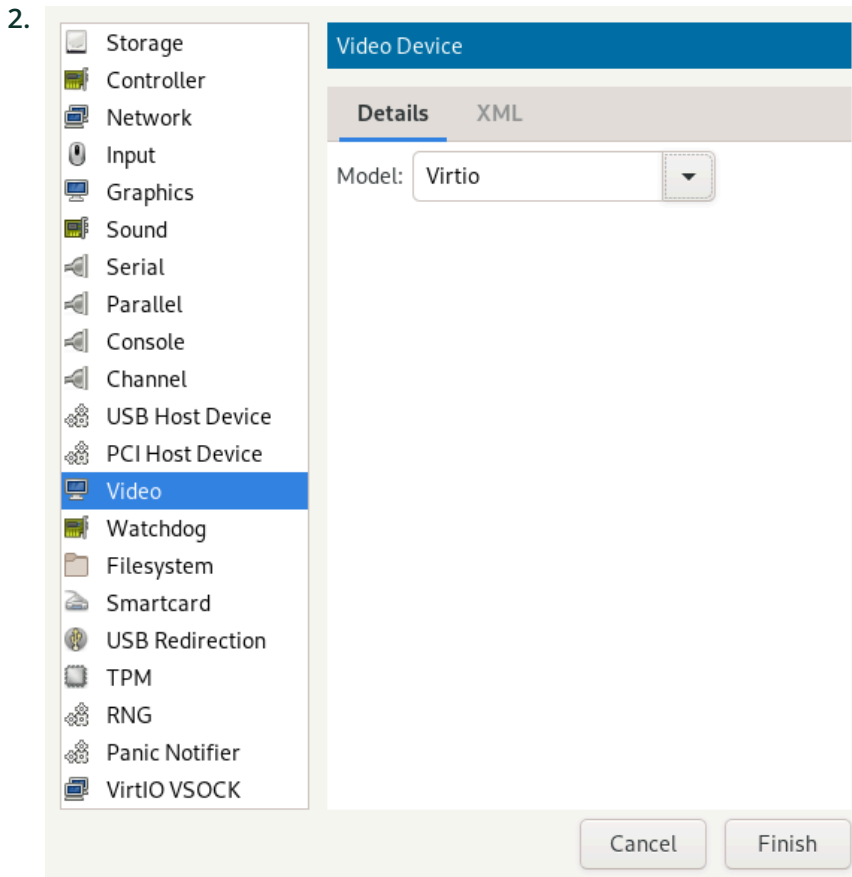 2.
Storage
Controller
Network
Input
Graphics
Sound
Serial
Parallel
Console
Channel
USB Host Device
PCI Host Device
Video
Watchdog
Filesystem
Smartcard
USB Redirection
TPM
RNG
Panic Notifier
VirtIO VSOCK
Video Device
Details XML
Model: Virtio
Cancel Finish